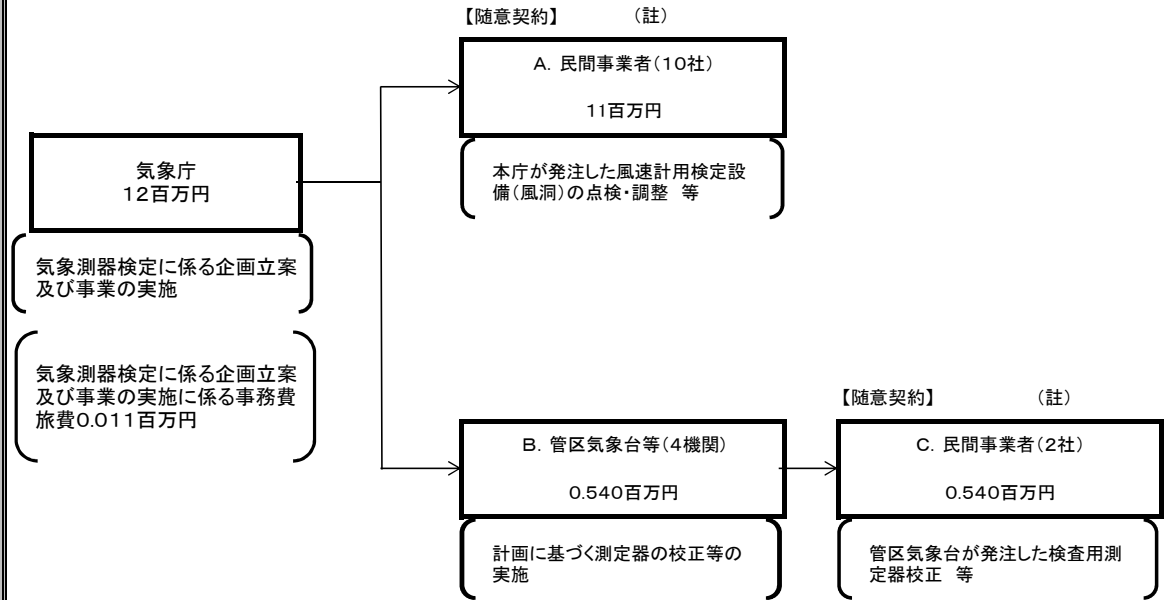 【随意契約】　（註）
A. 民間事業者（１０社）
11百万円
本庁が発注した風速計用検定設
備（風洞）の点検・調整　等
気象庁
１２百万円
気象測器検定に係る企画立案
及び事業の実施
気象測器検定に係る企画立案
及び事業の実施に係る事務費
旅費０.０１１百万円
【随意契約】　（註）
B. 管区気象台等（４機関）
０.５４０百万円
計画に基づく測定器の校正等の
実施
C. 民間事業者（２社）
０.５４０百万円
管区気象台が発注した検査用測
定器校正　等